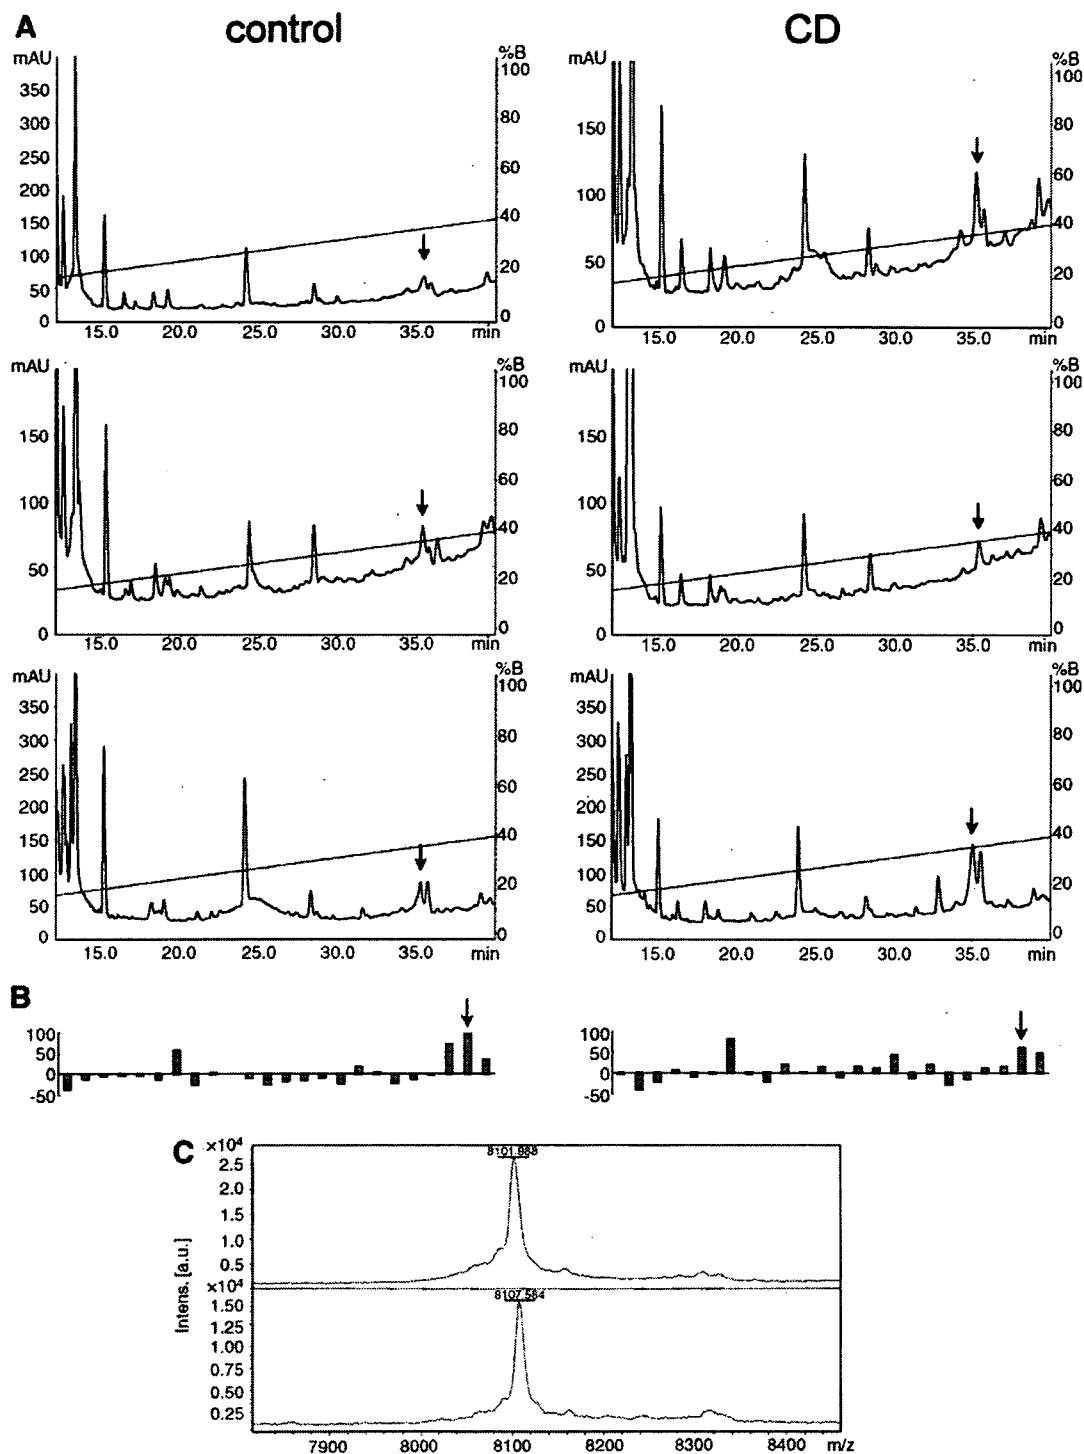 A control CD
mAU %B mAU %B
100 100
350
80 80
300
150
250 60 60
200 100
40 40
150
100 50
20 20
50
0 0 0 0
15.0 20.0 25.0 30.0 35.0 min 15.0 20.0 25.0 30.0 35.0 min
mAU %B mAU %B
100 100
150 80 150 80
60 60
100 100
40 40
50 50
20 20
0 0 0 0
15.0 20.0 25.0 30.0 35.0 min 15.0 20.0 25.0 30.0 35.0 min
mAU %B mAU %B
100 100
350 350
300 80 300 80
250 250
60 60
200 200
150 40 150 40
100 100
20 20
50 50
0 0 0 0
15.0 20.0 25.0 30.0 35.0 min 15.0 20.0 25.0 30.0 35.0 min
B
100 100
50 50
0 0
-50 -50
C ×10⁴
8101.988
2.5
2.0
1.5
1.0
0.5
×10⁴
8107.584
1.50
1.25
1.00
0.75
0.50
0.25
Intens. [a.u.]
7900 8000 8100 8200 8300 8400 m/z